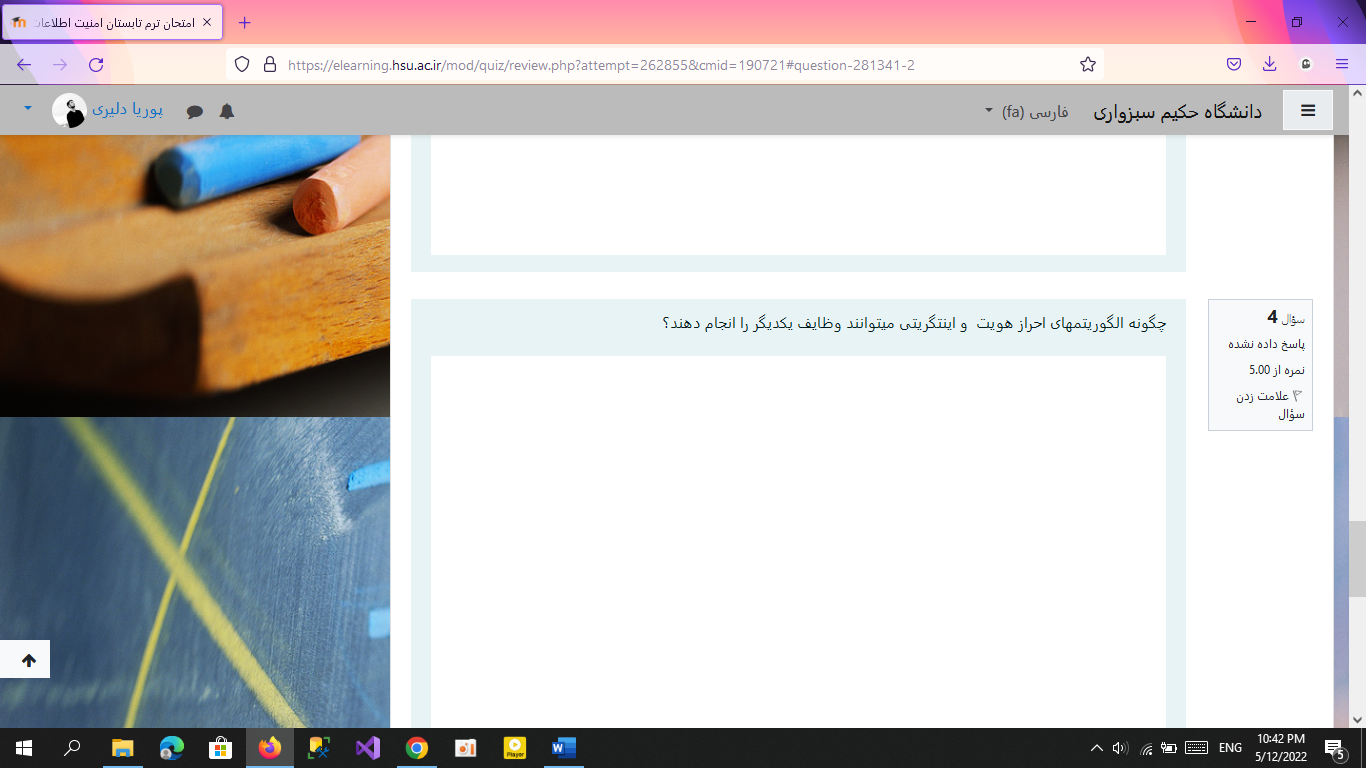 امتحان ترم تابستان امنیت اطلاعات
https://elearning.hsu.ac.ir/mod/quiz/review.php?attempt=262855&cmid=190721#question-281341-2
دانشگاه حکیم سبزواری
فارسی ‎(fa)‎
پوریا دلیری
سؤال 4
پاسخ داده نشده
نمره از 5.00
علامت زدن
سؤال
چگونه الگوریتمهای احراز هویت و اینتگریتی میتوانند وظایف یکدیگر را انجام دهند؟
Player
ENG
10:42 PM
5/12/2022
5